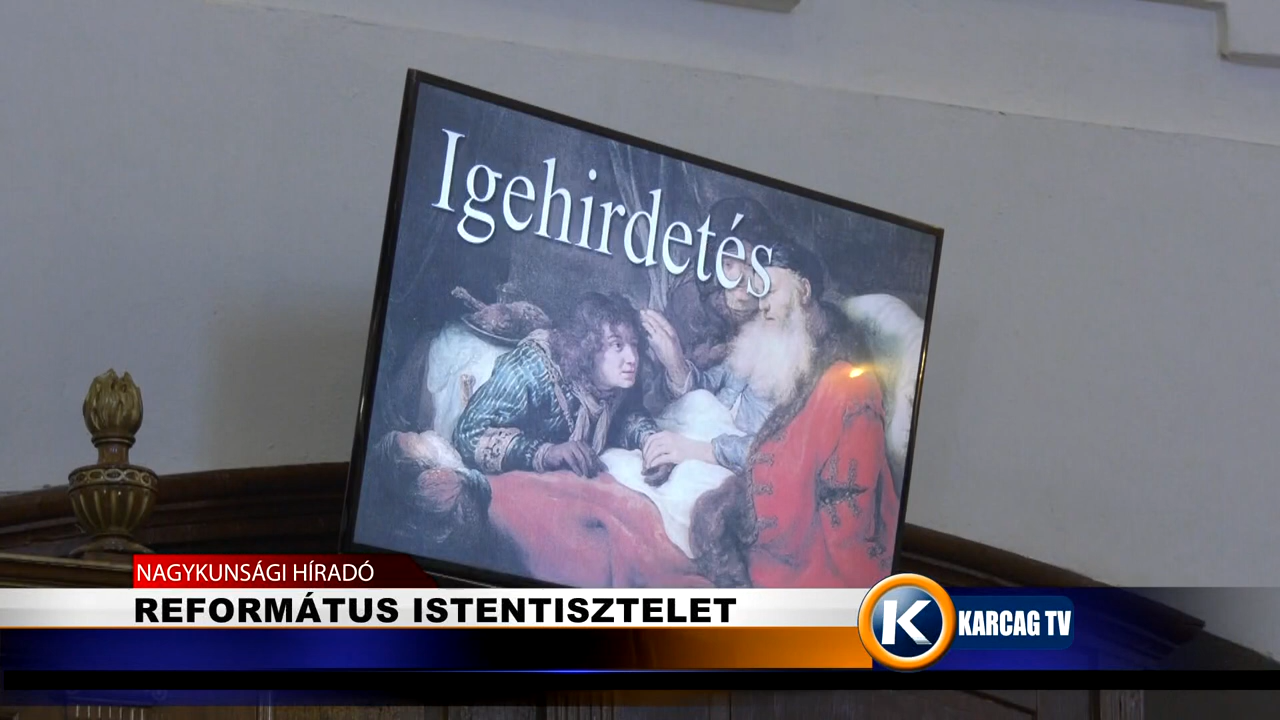 Igehirdetés
NAGYKUNSÁGI HÍRADÓ
REFORMÁTUS ISTENTISZTELET
K KARCAG TV